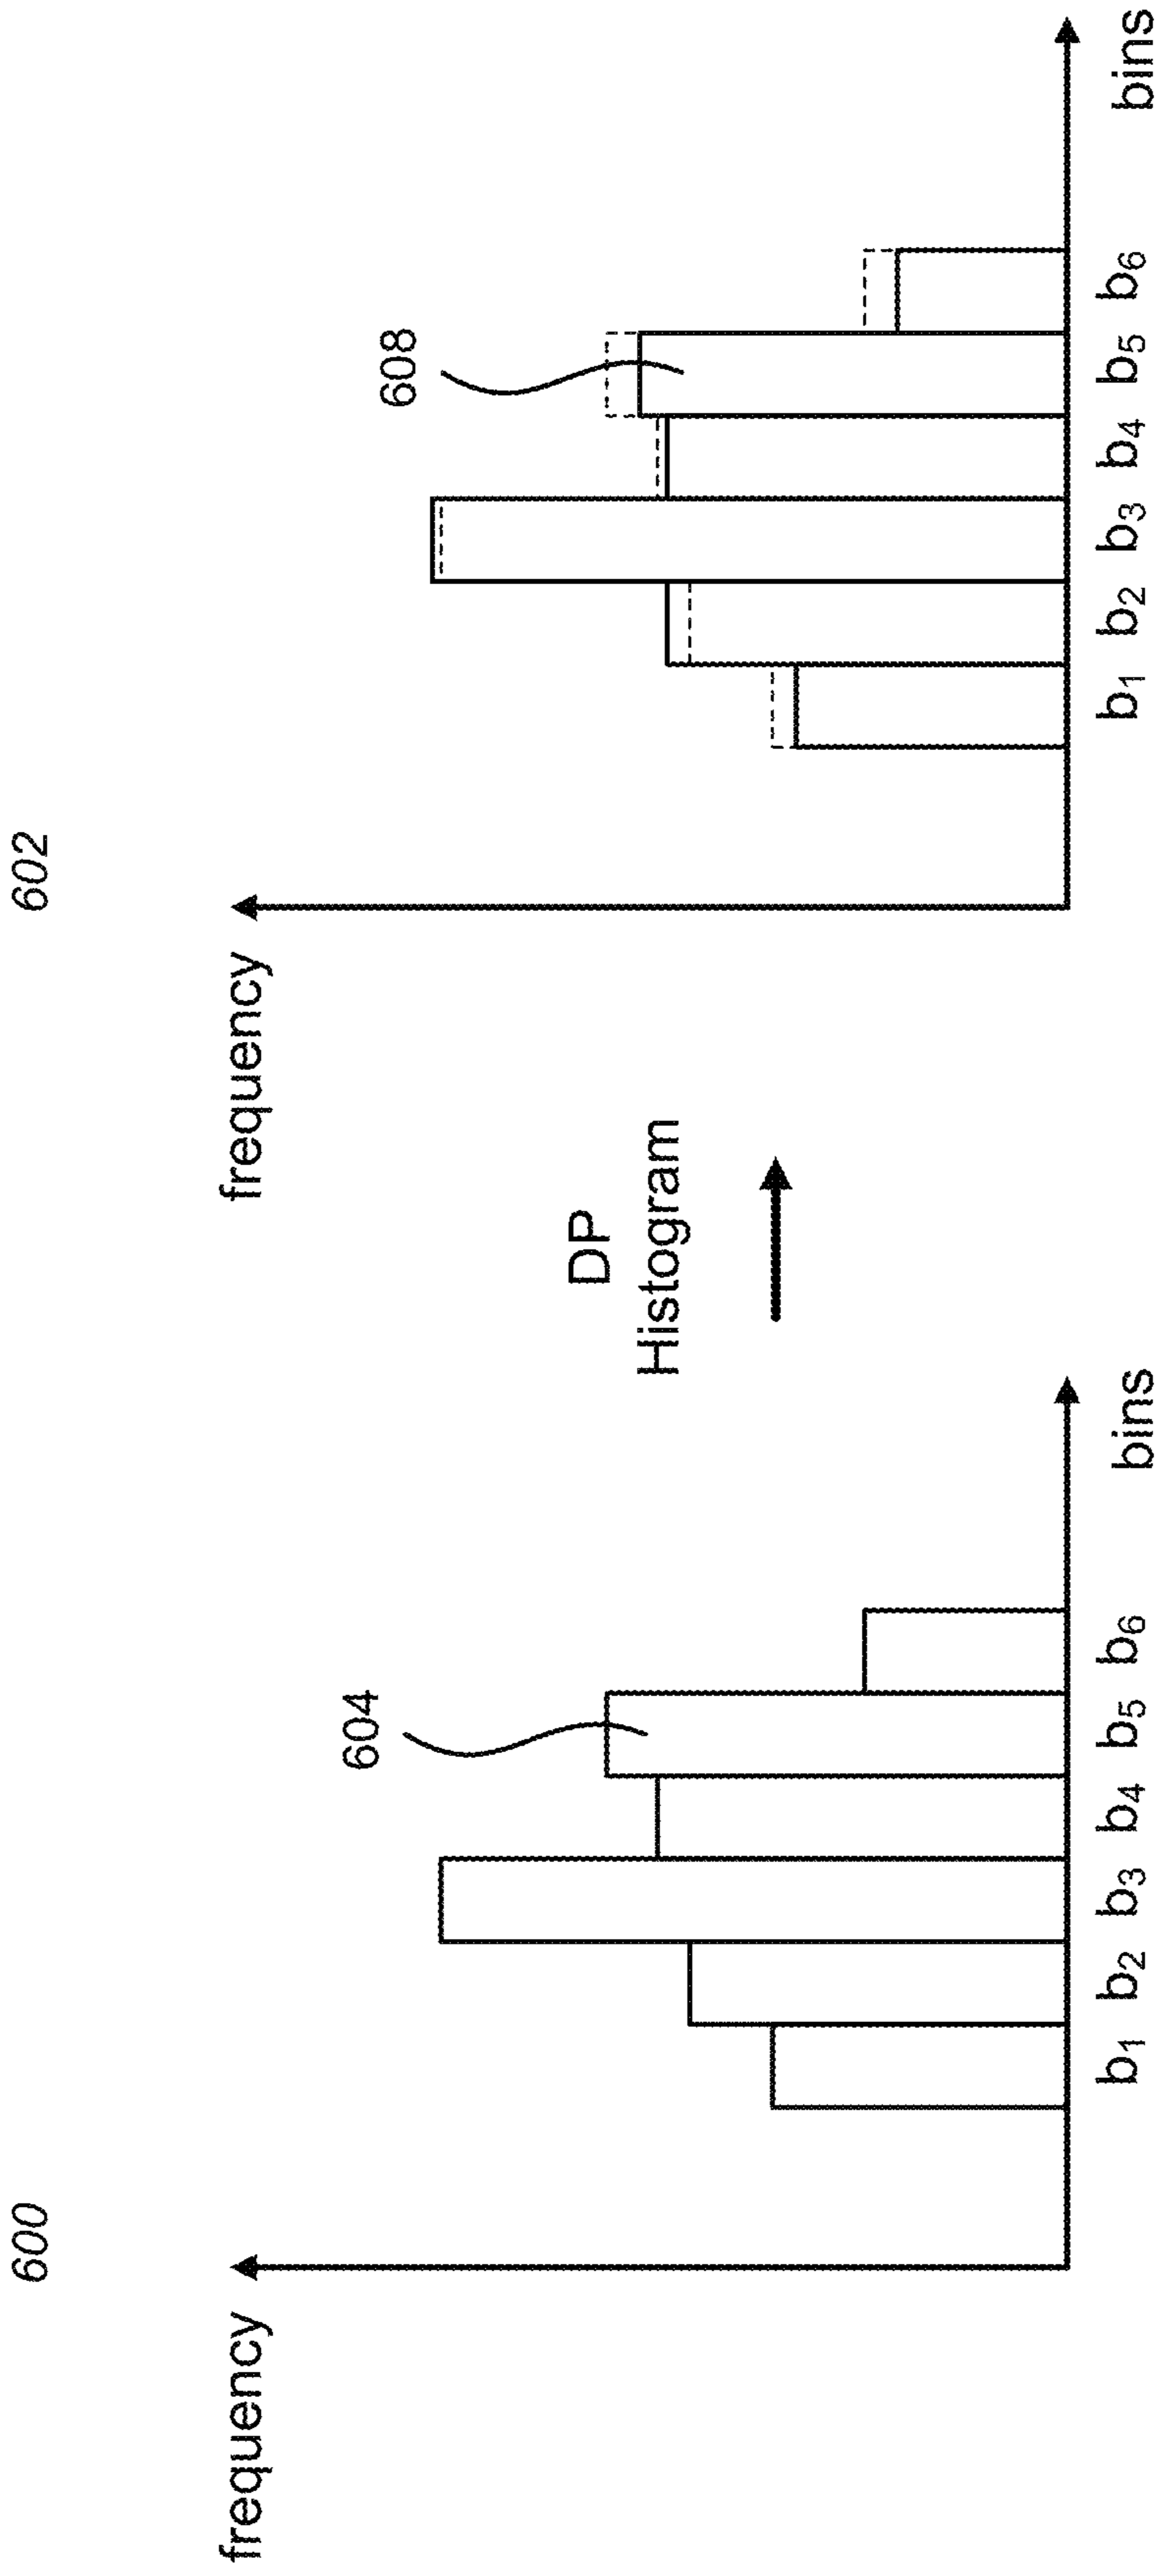 600
frequency
604
b1 b2 b3 b4 b5 b6
bins
DP
Histogram
602
frequency
608
b1 b2 b3 b4 b5 b6
bins